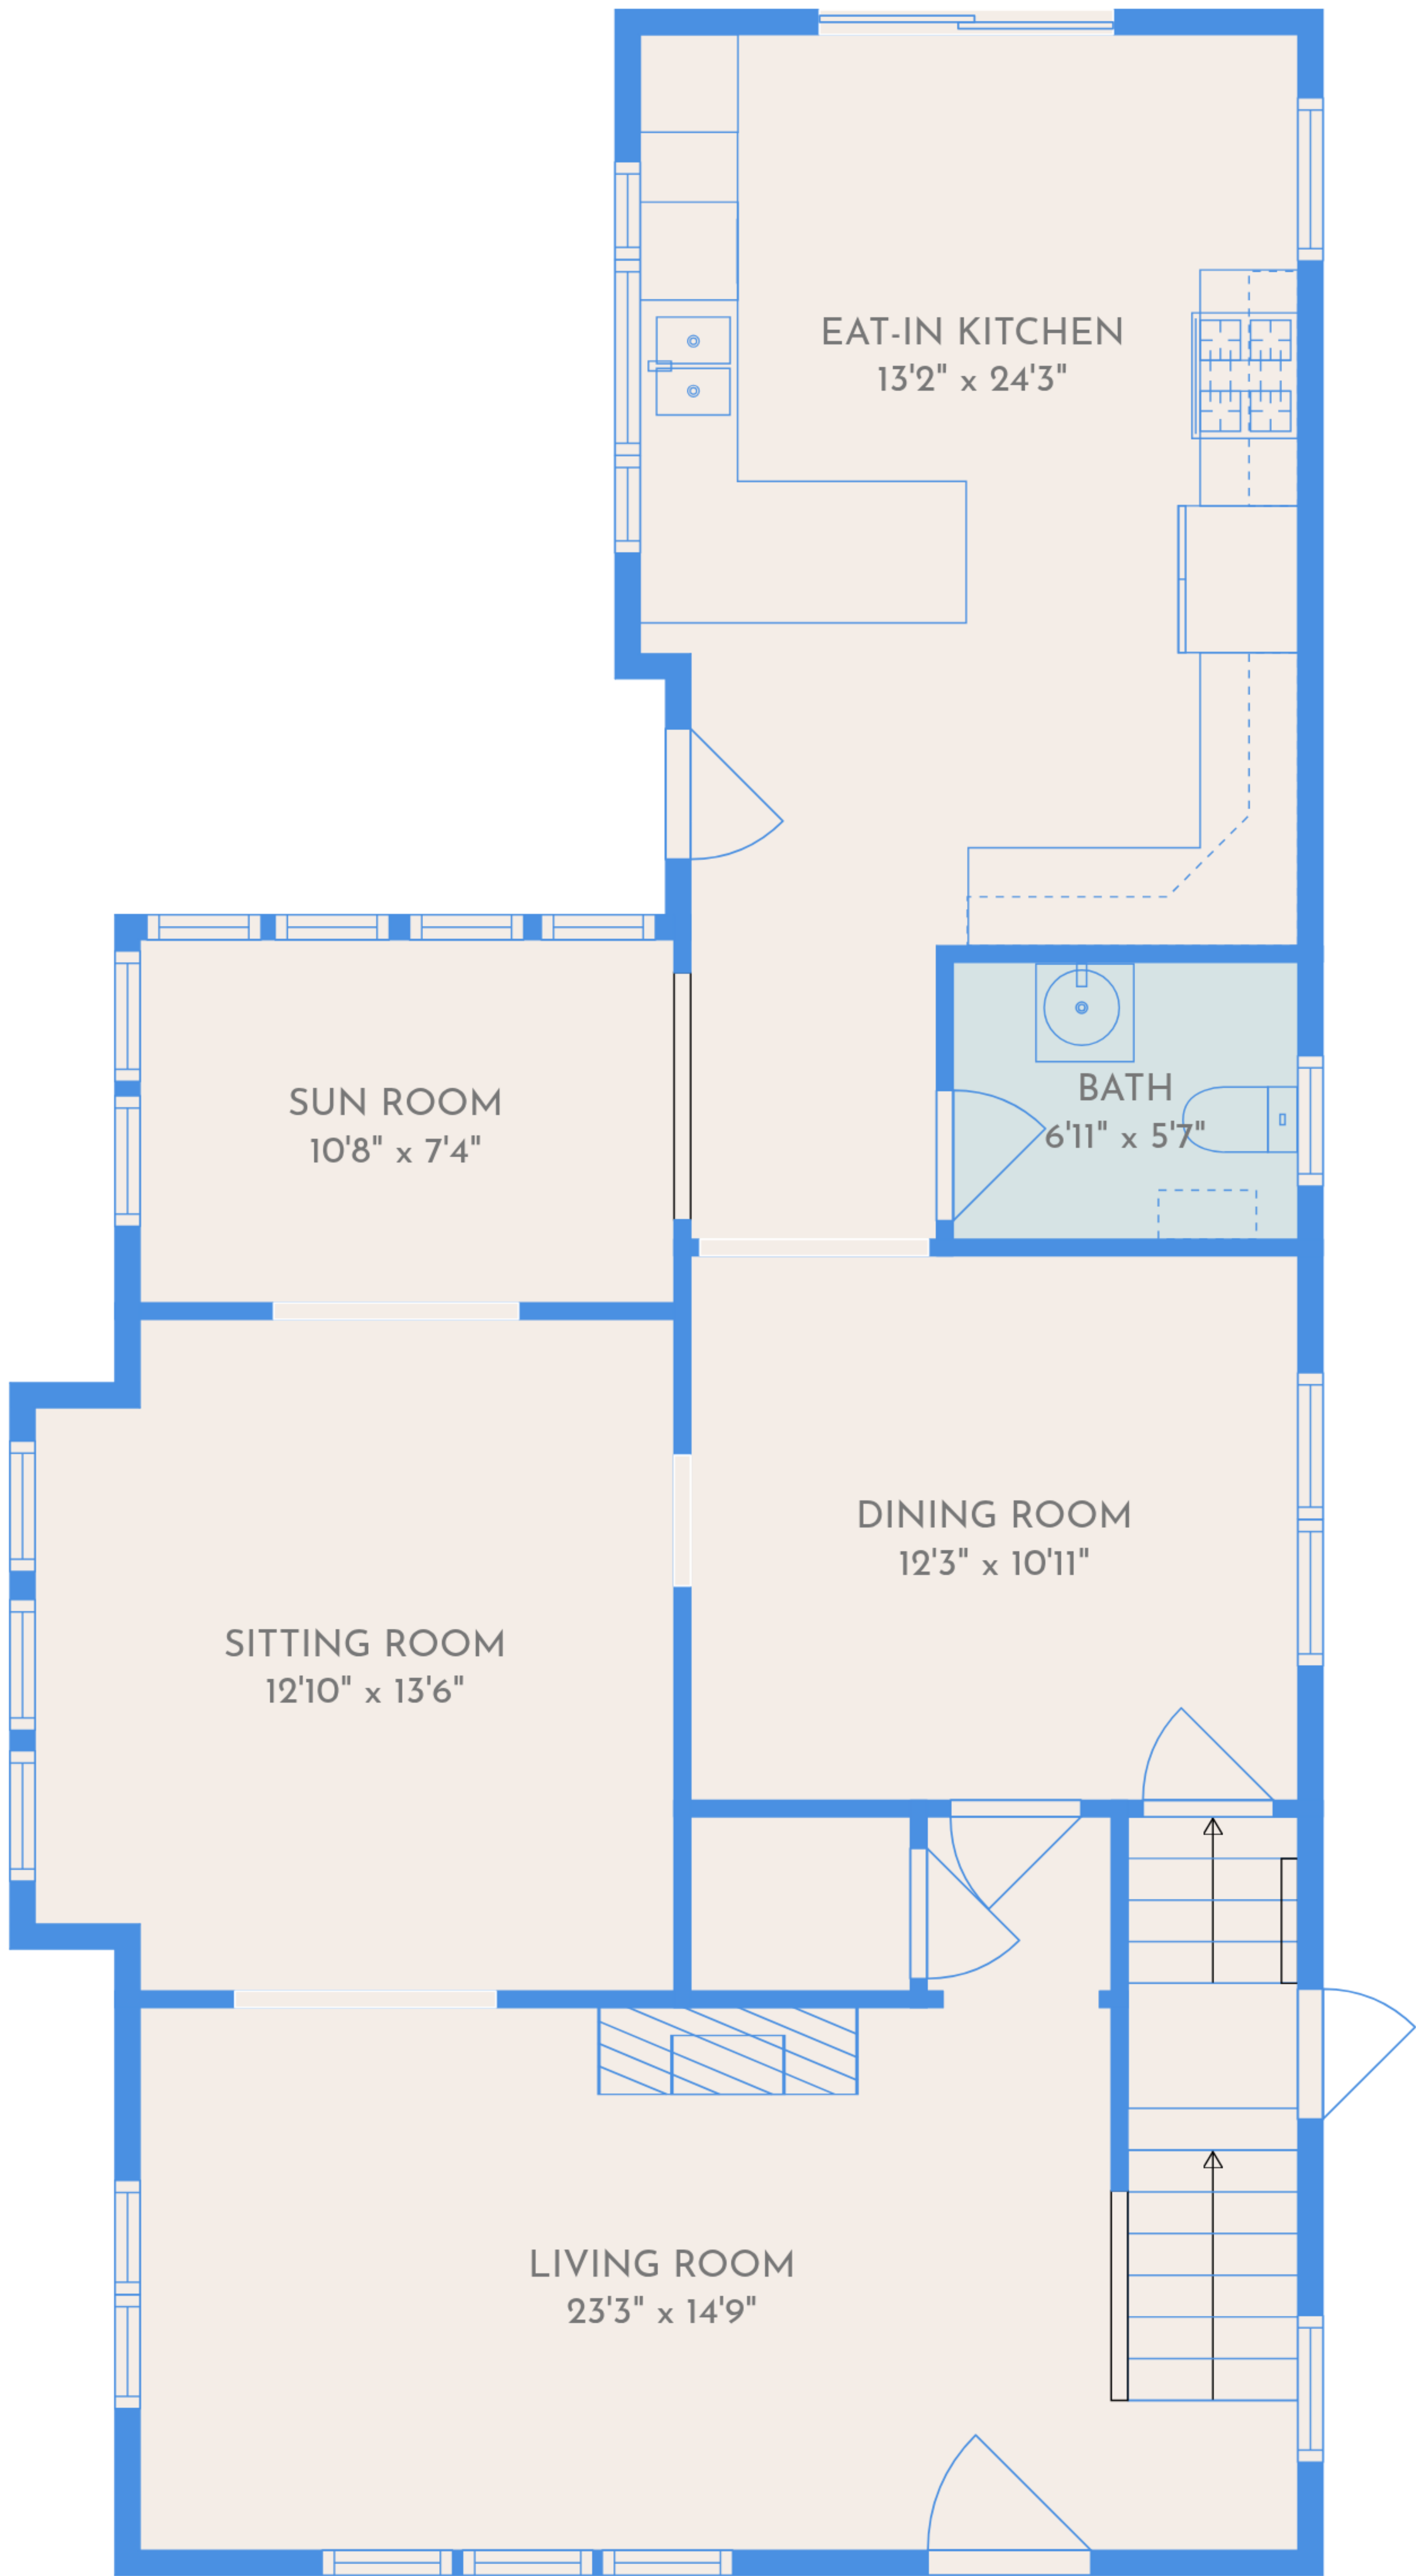 EAT-IN KITCHEN
13'2" x 24'3"
SUN ROOM
10'8" x 7'4"
BATH
6'11" x 5'7"
DINING ROOM
12'3" x 10'11"
SITTING ROOM
12'10" x 13'6"
LIVING ROOM
23'3" x 14'9"